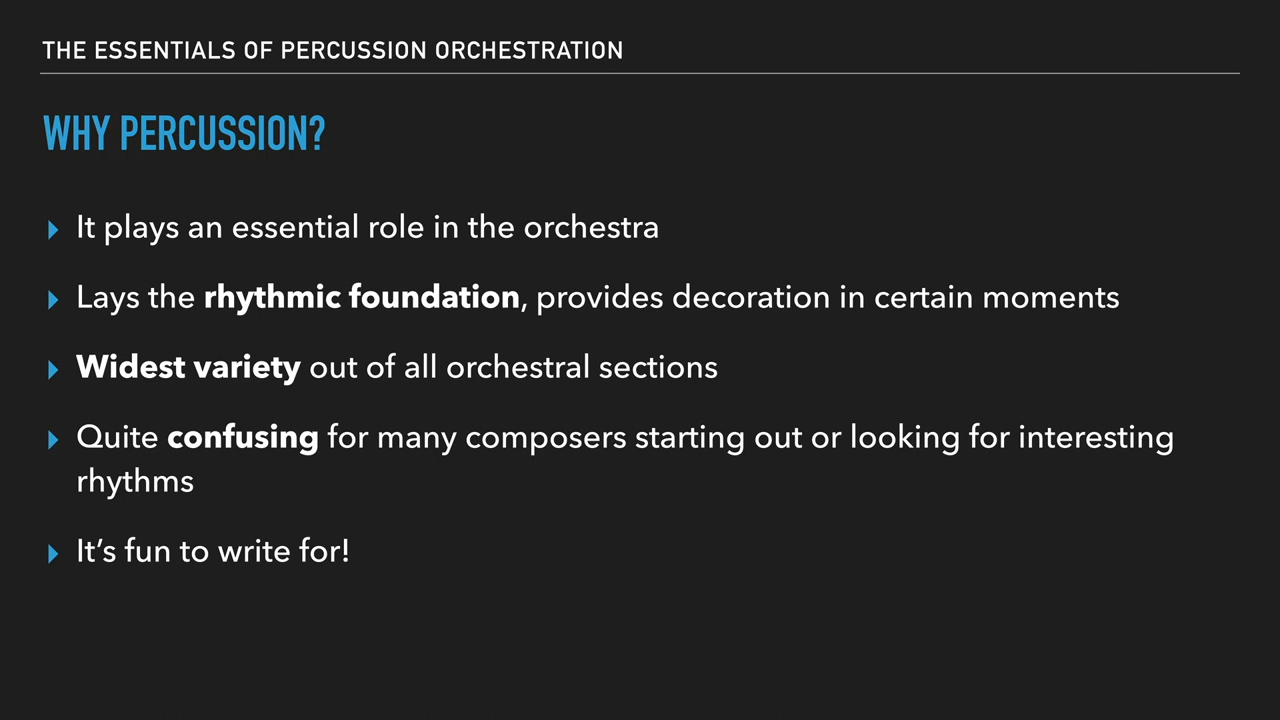 THE ESSENTIALS OF PERCUSSION ORCHESTRATION
WHY PERCUSSION?
It plays an essential role in the orchestra
Lays the rhythmic foundation, provides decoration in certain moments
Widest variety out of all orchestral sections
Quite confusing for many composers starting out or looking for interesting
rhythms
It’s fun to write for!